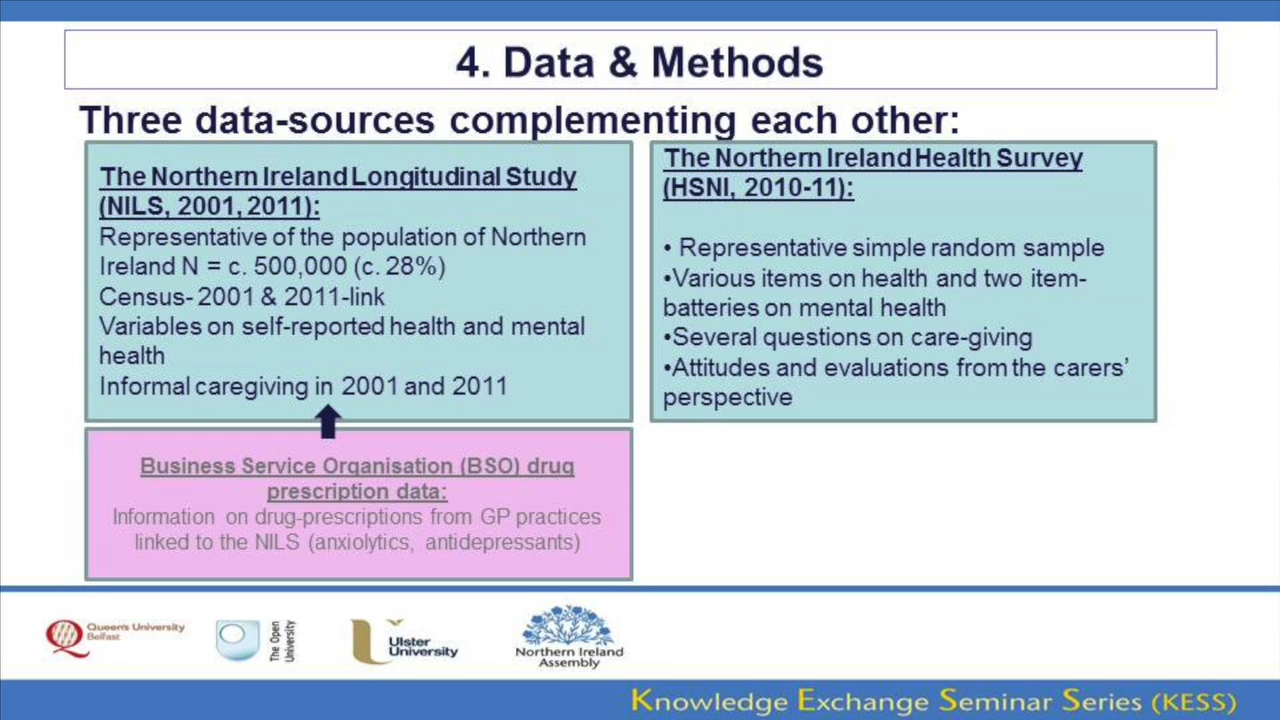 4. Data & Methods
Three data-sources complementing each other:
The Northern Ireland Longitudinal Study
(NILS, 2001, 2011):
Representative of the population of Northern
Ireland N = c. 500,000 (c. 28%)
Census- 2001 & 2011-link
Variables on self-reported health and mental
health
Informal caregiving in 2001 and 2011
Business Service Organisation (BSO) drug
prescription data:
Information on drug-prescriptions from GP practices
linked to the NILS (anxiolytics, antidepressants)
The Northern Ireland Health Survey
(HSNI, 2010-11):
• Representative simple random sample
•Various items on health and two item-
batteries on mental health
•Several questions on care-giving
•Attitudes and evaluations from the carers’
perspective
Queen's University
Belfast
The Open
University
Ulster
University
Northern Ireland
Assembly
Knowledge Exchange Seminar Series (KESS)